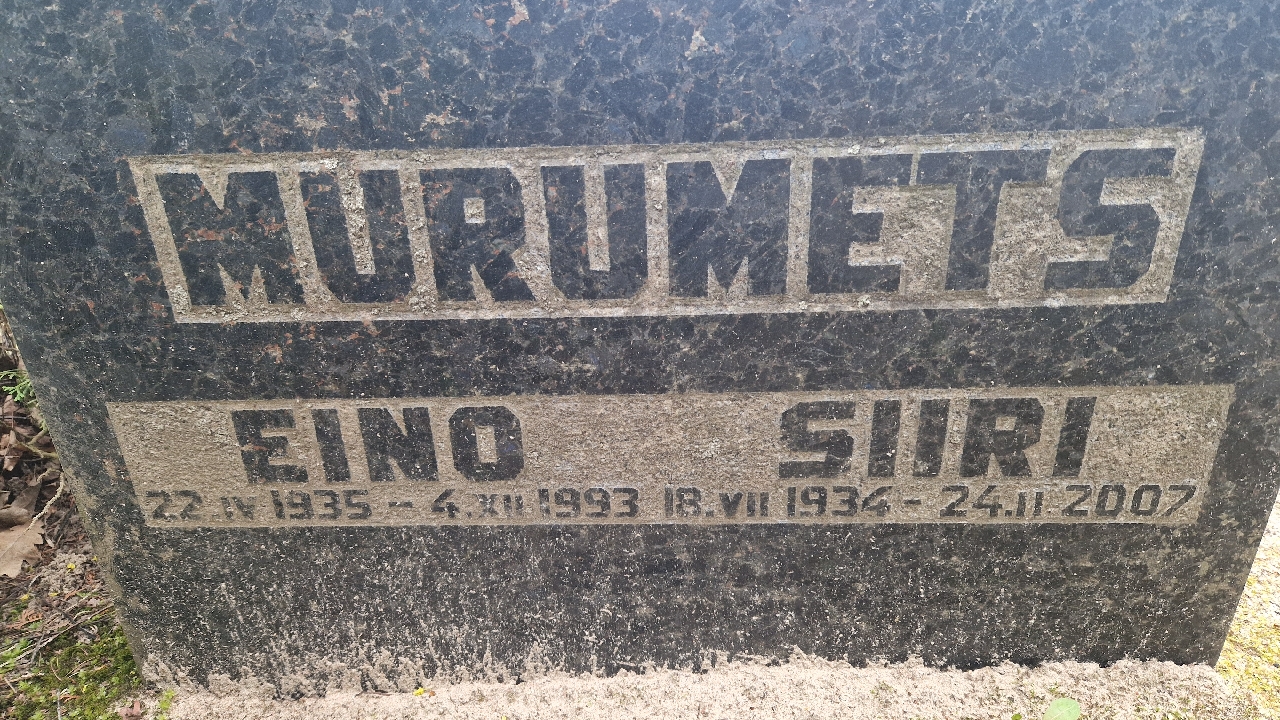 MURUMETS
EINO SIIRI
22.IV 1935 - 4.XII 1993 18.VII 1934 - 24.II 2007